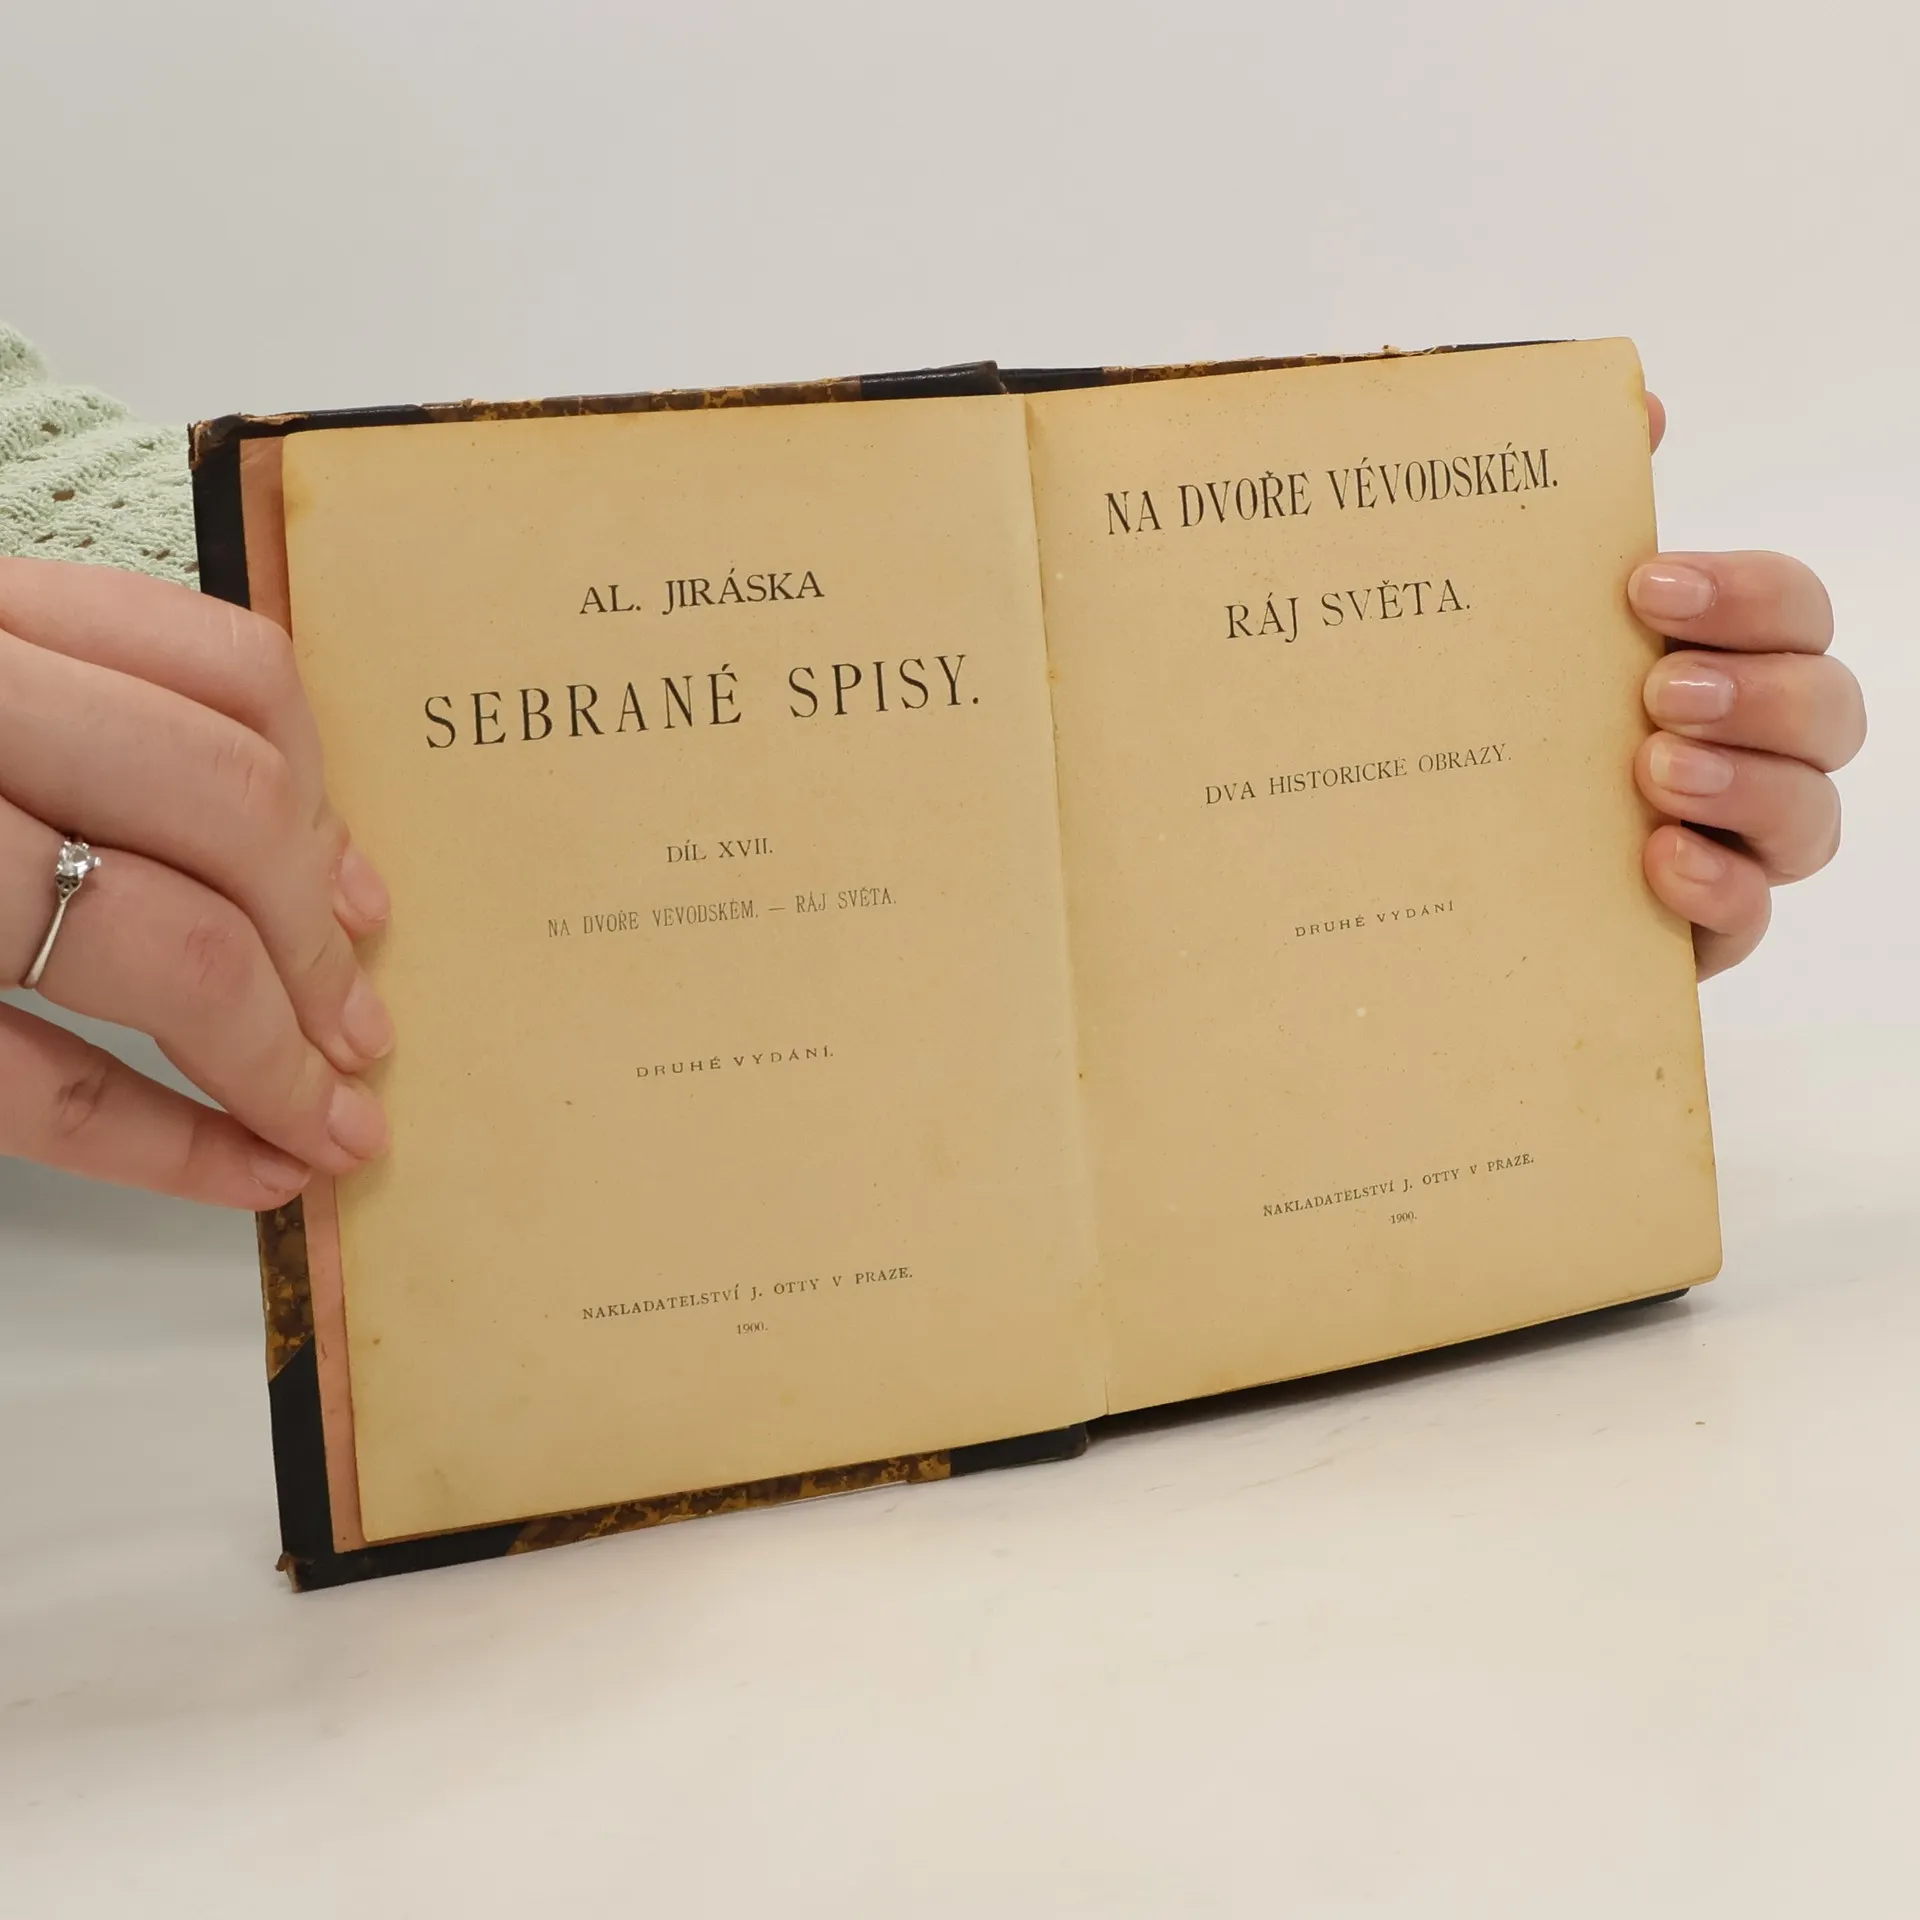 AL. JIRÁSKA
SEBRANÉ SPISY.
DÍL XVII.
NA DVOŘE VÉVODSKÉM. — RÁJ SVĚTA.
DRUHÉ VYDÁNÍ.
NAKLADATELSTVÍ J. OTTY V PRAZE.
1900.
NA DVOŘE VÉVODSKÉM.
RÁJ SVĚTA.
DVA HISTORICKÉ OBRAZY.
DRUHÉ VYDÁNÍ
NAKLADATELSTVÍ J. OTTY V PRAZE.
1900.